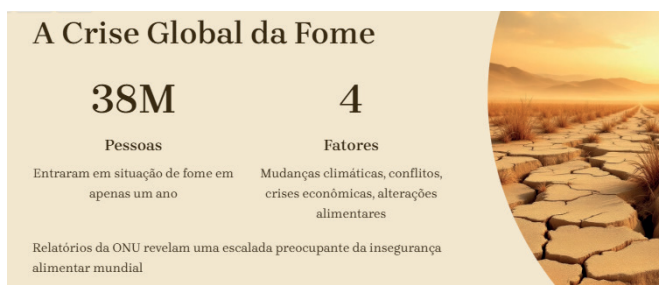 A Crise Global da Fome
38M
Pessoas
Entraram em situação de fome em
apenas um ano
4
Fatores
Mudanças climáticas, conflitos,
crises econômicas, alterações
alimentares
Relatórios da ONU revelam uma escalada preocupante da insegurança
alimentar mundial